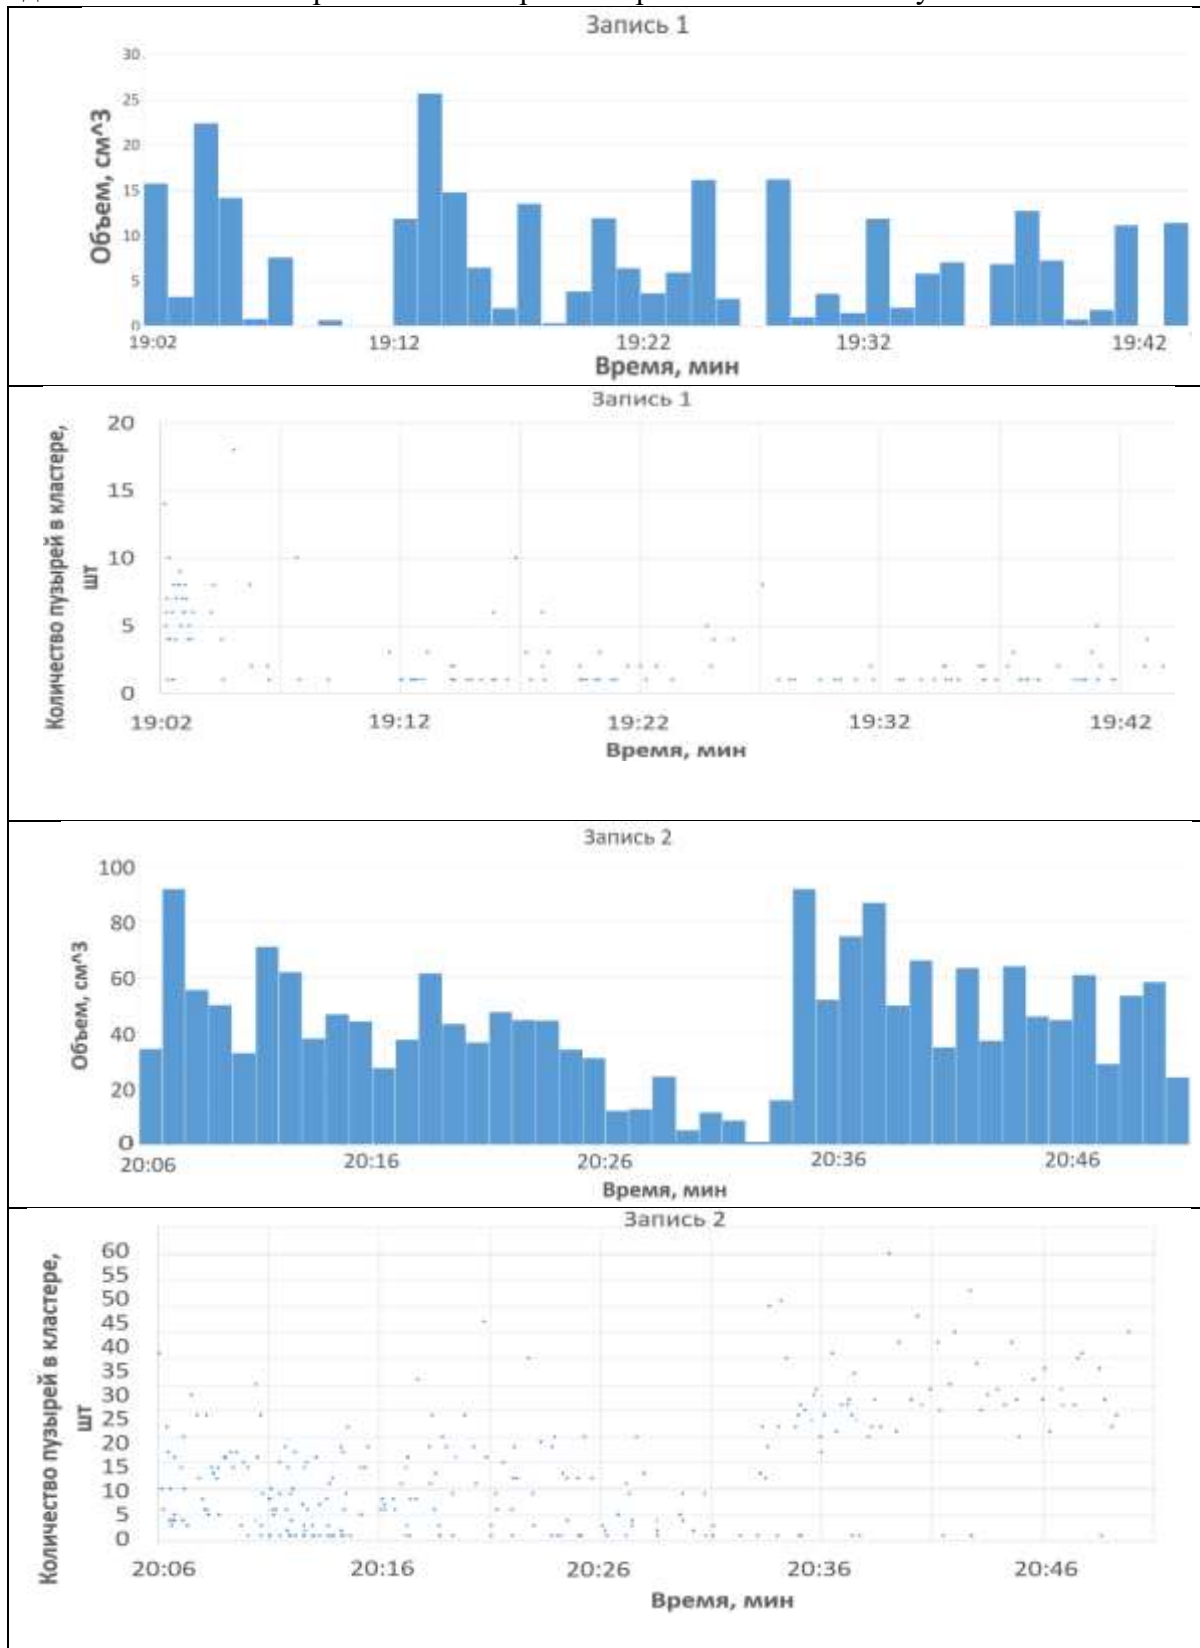 Запись 1
Объем, см^3
30
25
20
15
10
5
0
19:02 19:12 19:22 19:32 19:42
Время, мин
Запись 1
Количество пузырей в кластере,
шт
20
15
10
5
0
19:02 19:12 19:22 19:32 19:42
Время, мин
Запись 2
Объем, см^3
100
80
60
40
20
0
20:06 20:16 20:26 20:36 20:46
Время, мин
Запись 2
Количество пузырей в кластере,
шт
60
55
50
45
40
35
30
25
20
15
10
5
0
20:06 20:16 20:26 20:36 20:46
Время, мин